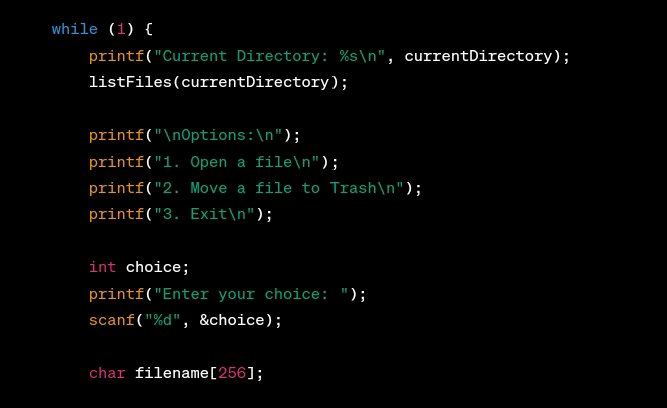 while (1) {
    printf("Current Directory: %s\n", currentDirectory);
    listFiles(currentDirectory);

    printf("\nOptions:\n");
    printf("1. Open a file\n");
    printf("2. Move a file to Trash\n");
    printf("3. Exit\n");

    int choice;
    printf("Enter your choice: ");
    scanf("%d", &choice);

    char filename[256];